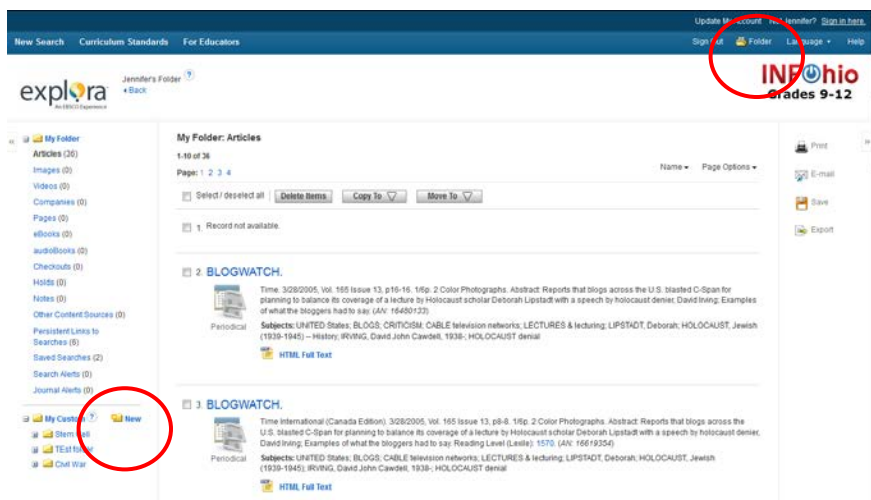 Update My Account Not Jennifer? Sign in here.
New Search Curriculum Standards For Educators Sign Out Folder Language Help
explora
An EBSCO Experience
Jennifer's Folder ?
Back
INFOhio
Grades 9-12
«
My Folder
Articles (36)
Images (0)
Videos (0)
Companies (0)
Pages (0)
eBooks (0)
audioBooks (0)
Checkouts (0)
Holds (0)
Notes (0)
Other Content Sources (0)
Persistent Links to
Searches (6)
Saved Searches (2)
Search Alerts (0)
Journal Alerts (0)
My Custom ? New
Stem Cell
TEst folder
Civil War
My Folder: Articles
1-10 of 36
Page: 1 2 3 4
Name Page Options
Select / deselect all Delete Items Copy To Move To
1. Record not available.
2. BLOGWATCH.
Time. 3/28/2005, Vol. 165 Issue 13, p16-16. 1/6p. 2 Color Photographs. Abstract: Reports that blogs across the U.S. blasted C-Span for
planning to balance its coverage of a lecture by Holocaust scholar Deborah Lipstadt with a speech by holocaust denier, David Irving; Examples
of what the bloggers had to say. (AN: 16480133)
Periodical
Subjects: UNITED States; BLOGS; CRITICISM; CABLE television networks; LECTURES & lecturing; LIPSTADT, Deborah; HOLOCAUST, Jewish
(1939-1945) -- History; IRVING, David John Cawdell, 1938-; HOLOCAUST denial
HTML Full Text
3. BLOGWATCH.
Time International (Canada Edition). 3/28/2005, Vol. 165 Issue 13, p8-8. 1/6p. 2 Color Photographs. Abstract: Reports that blogs across the
U.S. blasted C-Span for planning to balance its coverage of a lecture by Holocaust scholar Deborah Lipstadt with a speech by holocaust denier,
David Irving; Examples of what the bloggers had to say. Reading Level (Lexile): 1570. (AN: 16619354)
Periodical
Subjects: UNITED States; BLOGS; CABLE television networks; LECTURES & lecturing; LIPSTADT, Deborah; HOLOCAUST, Jewish
(1939-1945); IRVING, David John Cawdell, 1938-; HOLOCAUST denial
HTML Full Text
»
Print
E-mail
Save
Export